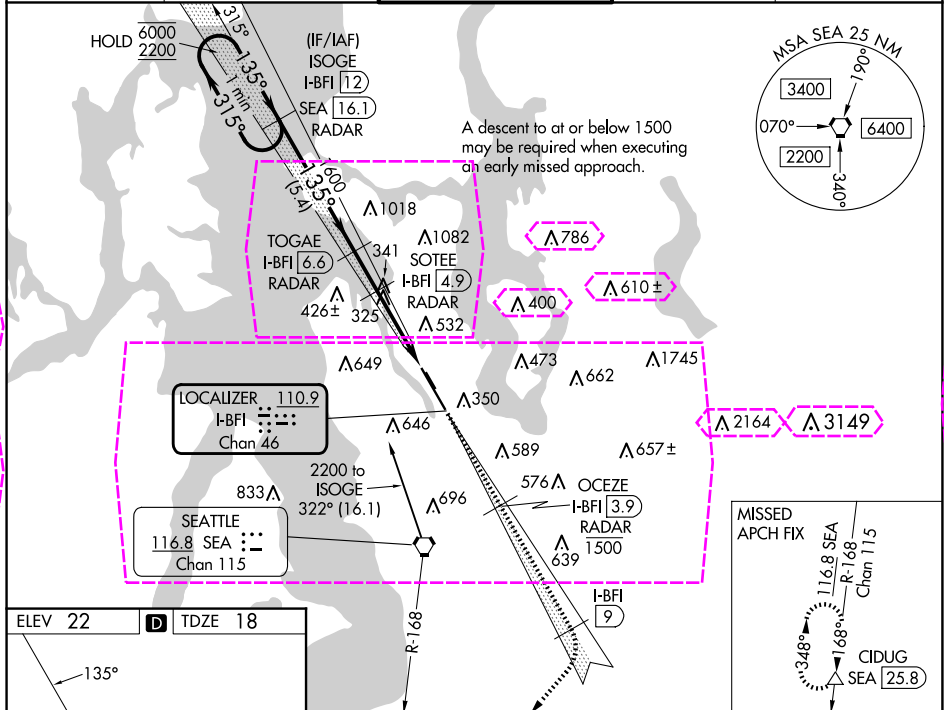 HOLD 6000
2200
315°
135°
1 min
315°
(IF/IAF)
ISOGE
I-BFI 12
SEA 16.1
RADAR
MSA SEA 25 NM
190°
3400
070°
6400
2200
340°
A descent to at or below 1500
may be required when executing
an early missed approach.
1600
135°
(5.4)
1018
1082
786
TOGAE
I-BFI 6.6
RADAR
341
SOTEE
I-BFI 4.9
RADAR
610 ±
400
426±
325
532
649
473
1745
662
LOCALIZER 110.9
I-BFI
Chan 46
350
646
2164
3149
589
657±
2200 to
ISOGE
322° (16.1)
576
OCEZE
I-BFI 3.9
RADAR
1500
833
696
SEATTLE
116.8 SEA
Chan 115
639
MISSED
APCH FIX
116.8 SEA
R-168
Chan 115
I-BFI
9
R-168
348°
168°
CIDUG
SEA 25.8
ELEV 22
D
TDZE 18
135°